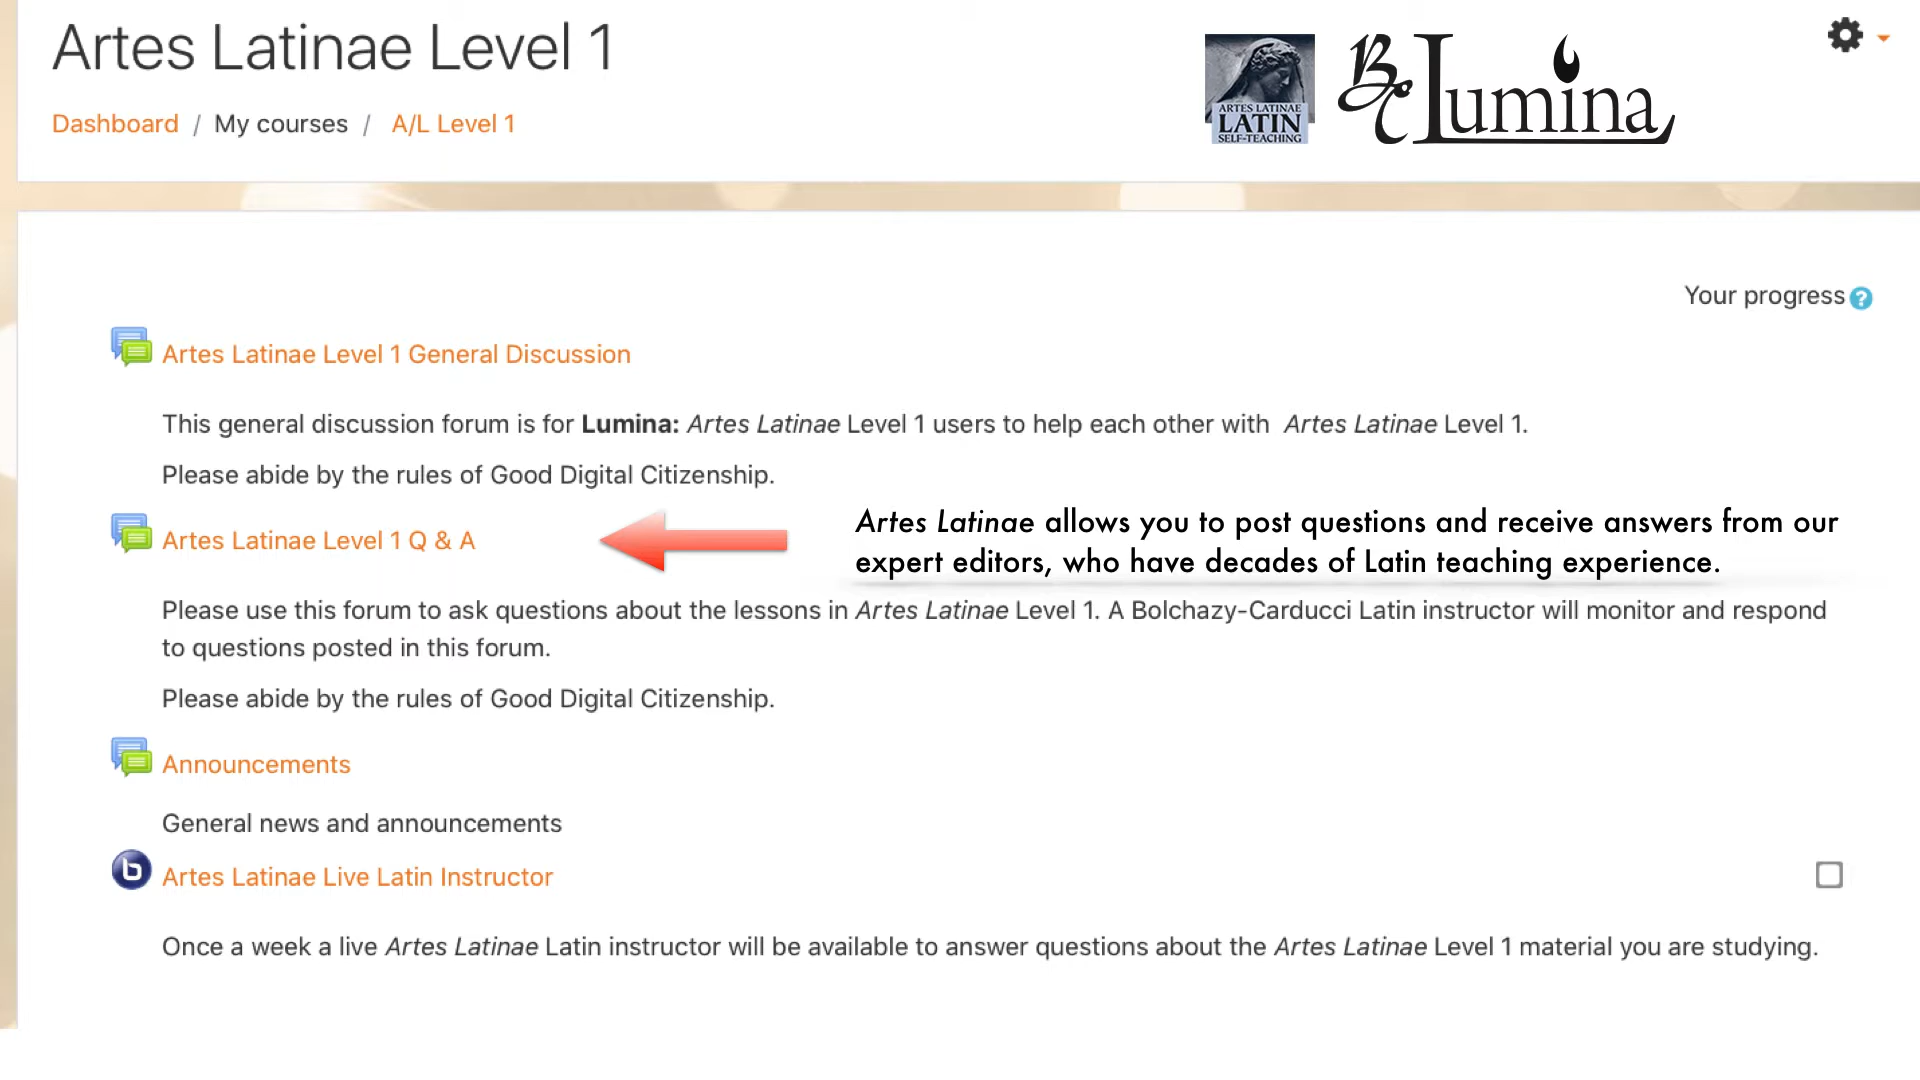 Artes Latinae Level 1
ARTES LATINAE
LATIN
SELF-TEACHING
BC Lumina
Dashboard / My courses / A/L Level 1
Your progress
Artes Latinae Level 1 General Discussion
This general discussion forum is for Lumina: Artes Latinae Level 1 users to help each other with Artes Latinae Level 1.
Please abide by the rules of Good Digital Citizenship.
Artes Latinae Level 1 Q & A
Artes Latinae allows you to post questions and receive answers from our
expert editors, who have decades of Latin teaching experience.
Please use this forum to ask questions about the lessons in Artes Latinae Level 1. A Bolchazy-Carducci Latin instructor will monitor and respond
to questions posted in this forum.
Please abide by the rules of Good Digital Citizenship.
Announcements
General news and announcements
Artes Latinae Live Latin Instructor
Once a week a live Artes Latinae Latin instructor will be available to answer questions about the Artes Latinae Level 1 material you are studying.